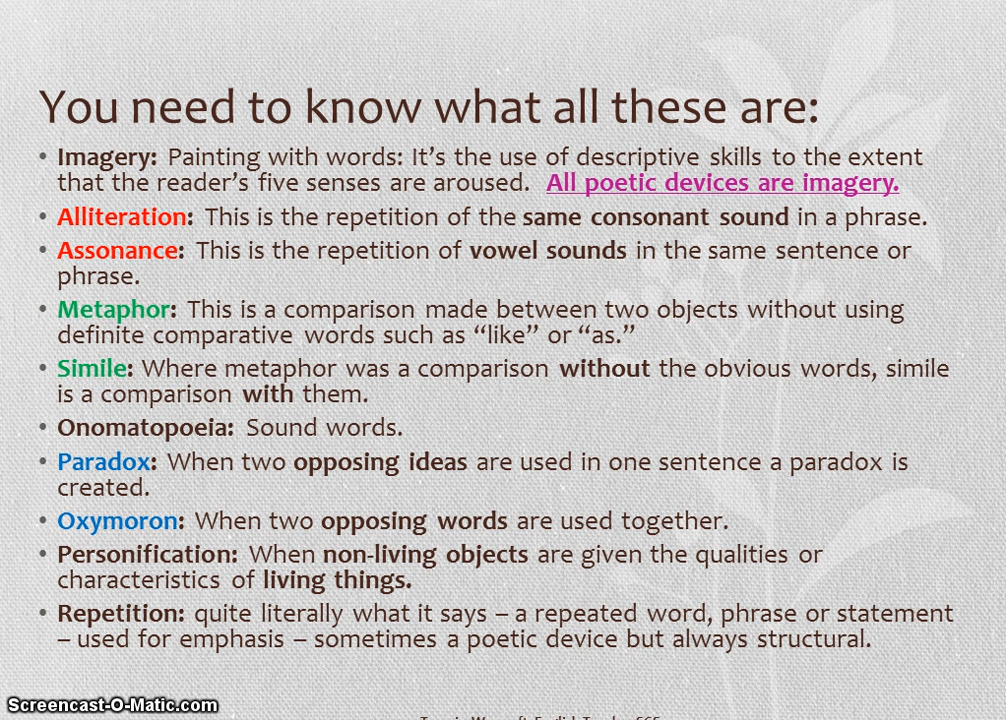 You need to know what all these are:
• Imagery: Painting with words: It’s the use of descriptive skills to the extent
that the reader’s five senses are aroused. All poetic devices are imagery.
• Alliteration: This is the repetition of the same consonant sound in a phrase.
• Assonance: This is the repetition of vowel sounds in the same sentence or
phrase.
• Metaphor: This is a comparison made between two objects without using
definite comparative words such as “like” or “as.”
• Simile: Where metaphor was a comparison without the obvious words, simile
is a comparison with them.
• Onomatopoeia: Sound words.
• Paradox: When two opposing ideas are used in one sentence a paradox is
created.
• Oxymoron: When two opposing words are used together.
• Personification: When non-living objects are given the qualities or
characteristics of living things.
• Repetition: quite literally what it says – a repeated word, phrase or statement
– used for emphasis – sometimes a poetic device but always structural.
Screencast-O-Matic.com